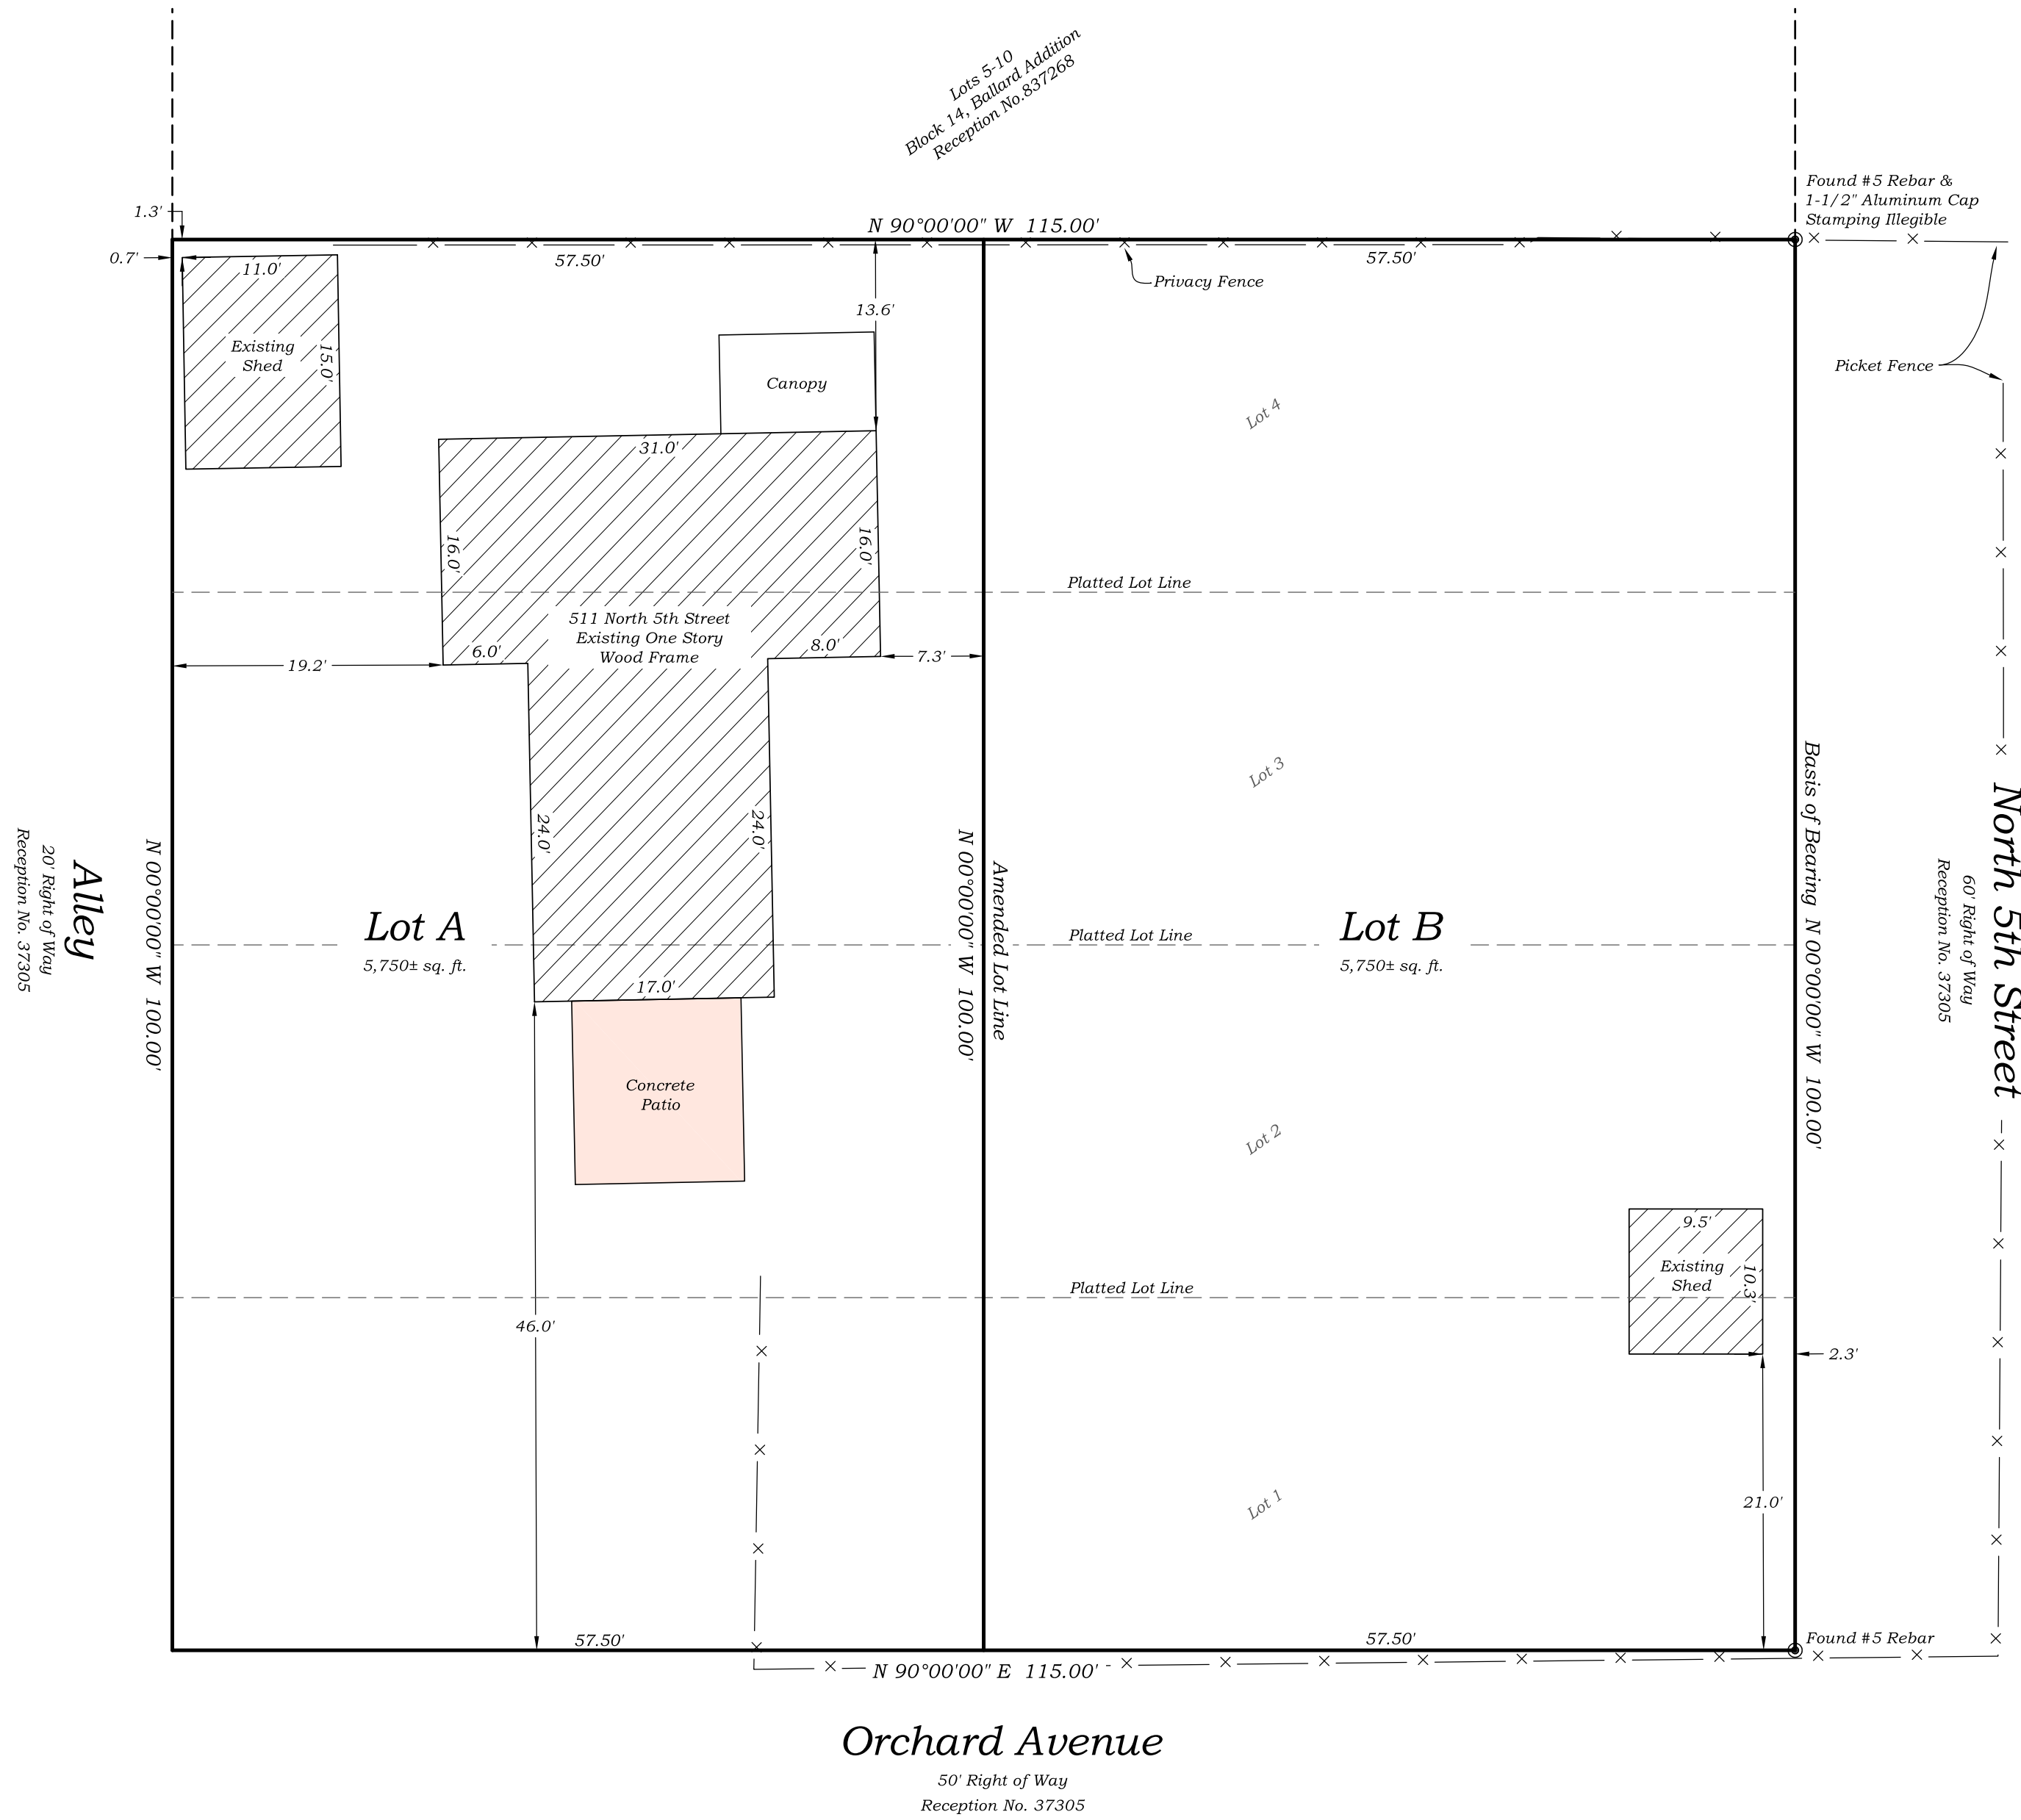 Lots 5-10
Block 14, Ballard Addition
Reception No.837268
Found #5 Rebar &
1-1/2" Aluminum Cap
Stamping Illegible
1.3'
N 90°00'00" W  115.00'
0.7'
11.0'
57.50'
57.50'
Privacy Fence
13.6'
Existing
Shed
15.0'
Canopy
Picket Fence
Lot 4
31.0'
16.0'
16.0'
Platted Lot Line
511 North 5th Street
Existing One Story
Wood Frame
6.0'
8.0'
19.2'
7.3'
Lot 3
24.0'
24.0'
Alley
20' Right of Way
Reception No. 37305
N 00°00'00" W  100.00'
Lot A
5,750± sq. ft.
N 00°00'00" W  100.00'
Amended Lot Line
Platted Lot Line
Lot B
5,750± sq. ft.
Basis of Bearing  N 00°00'00" W  100.00'
North 5th Street
60' Right of Way
Reception No. 37305
17.0'
Concrete
Patio
Lot 2
9.5'
Existing
Shed
10.3'
Platted Lot Line
46.0'
2.3'
Lot 1
21.0'
57.50'
57.50'
Found #5 Rebar
N 90°00'00" E  115.00'
Orchard Avenue
50' Right of Way
Reception No. 37305